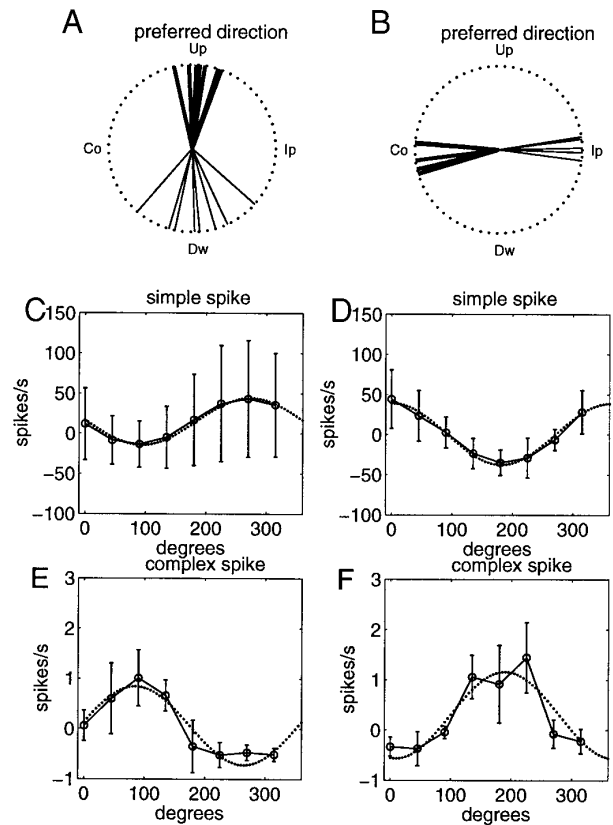 A
preferred direction
Up
Co
Ip
Dw
B
preferred direction
Up
Co
Ip
Dw
C
simple spike
150
100
50
0
−50
−100
spikes/s
0
100
200
300
degrees
D
simple spike
150
100
50
0
−50
−100
spikes/s
0
100
200
300
degrees
E
complex spike
3
2
1
0
−1
spikes/s
0
100
200
300
degrees
F
complex spike
3
2
1
0
−1
spikes/s
0
100
200
300
degrees